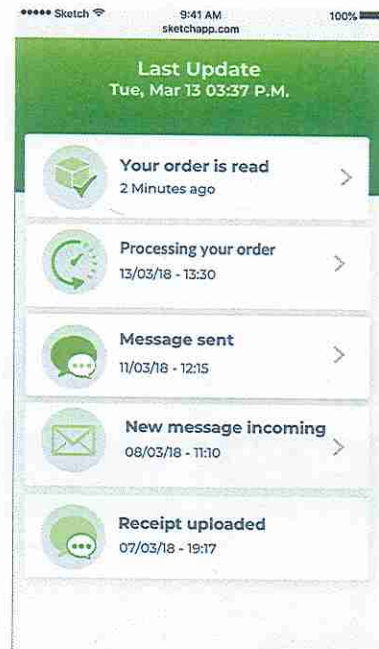 Sketch 9:41 AM 100%
sketchapp.com
Last Update
Tue, Mar 13 03:37 P.M.
Your order is read
2 Minutes ago
Processing your order
13/03/18 - 13:30
Message sent
11/03/18 - 12:15
New message incoming
08/03/18 - 11:10
Receipt uploaded
07/03/18 - 19:17